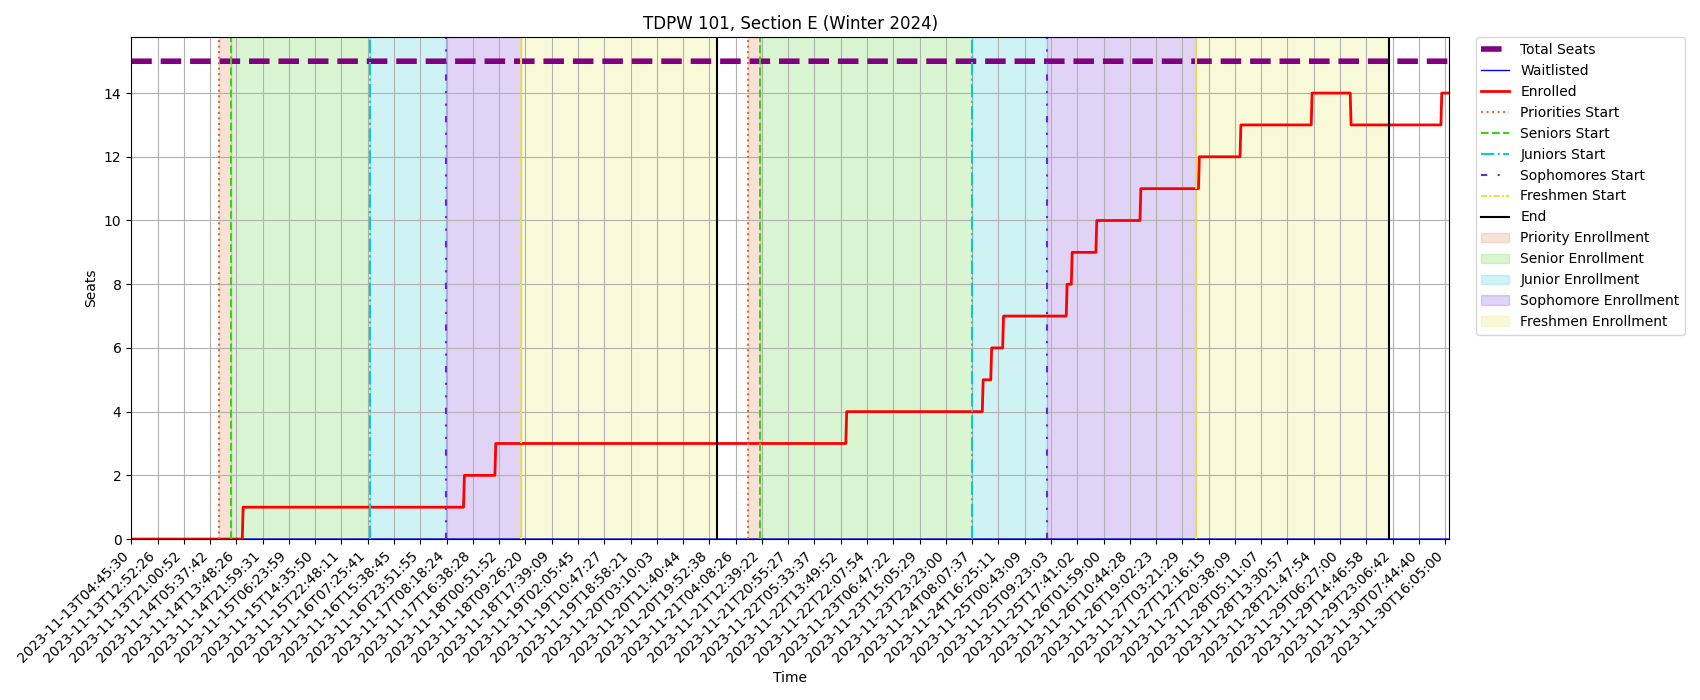 TDPW 101, Section E (Winter 2024)
Total Seats
Waitlisted
Enrolled
Priorities Start
Seniors Start
Juniors Start
Sophomores Start
Freshmen Start
End
Priority Enrollment
Senior Enrollment
Junior Enrollment
Sophomore Enrollment
Freshmen Enrollment
Seats
14
12
10
8
6
4
2
0
2023-11-13T04:45:30
2023-11-13T12:52:26
2023-11-13T21:00:52
2023-11-14T05:37:42
2023-11-14T13:48:26
2023-11-14T21:59:31
2023-11-15T06:23:59
2023-11-15T14:35:50
2023-11-15T22:48:11
2023-11-16T07:25:41
2023-11-16T15:38:45
2023-11-16T23:51:55
2023-11-17T08:18:24
2023-11-17T16:38:28
2023-11-18T00:51:52
2023-11-18T09:26:20
2023-11-18T17:39:09
2023-11-19T02:05:45
2023-11-19T10:47:27
2023-11-19T18:58:21
2023-11-20T03:10:03
2023-11-20T11:40:44
2023-11-20T19:52:38
2023-11-21T04:08:26
2023-11-21T12:39:22
2023-11-21T20:55:27
2023-11-22T05:33:37
2023-11-22T13:49:52
2023-11-22T22:07:54
2023-11-23T06:47:22
2023-11-23T15:05:29
2023-11-23T23:23:00
2023-11-24T08:07:37
2023-11-24T16:25:11
2023-11-25T00:43:09
2023-11-25T09:23:03
2023-11-25T17:41:02
2023-11-26T01:59:00
2023-11-26T10:44:28
2023-11-26T19:02:23
2023-11-27T03:21:29
2023-11-27T12:16:15
2023-11-27T20:38:09
2023-11-28T05:11:07
2023-11-28T13:30:57
2023-11-28T21:47:54
2023-11-29T06:27:00
2023-11-29T14:46:58
2023-11-29T23:06:42
2023-11-30T07:44:40
2023-11-30T16:05:00
Time